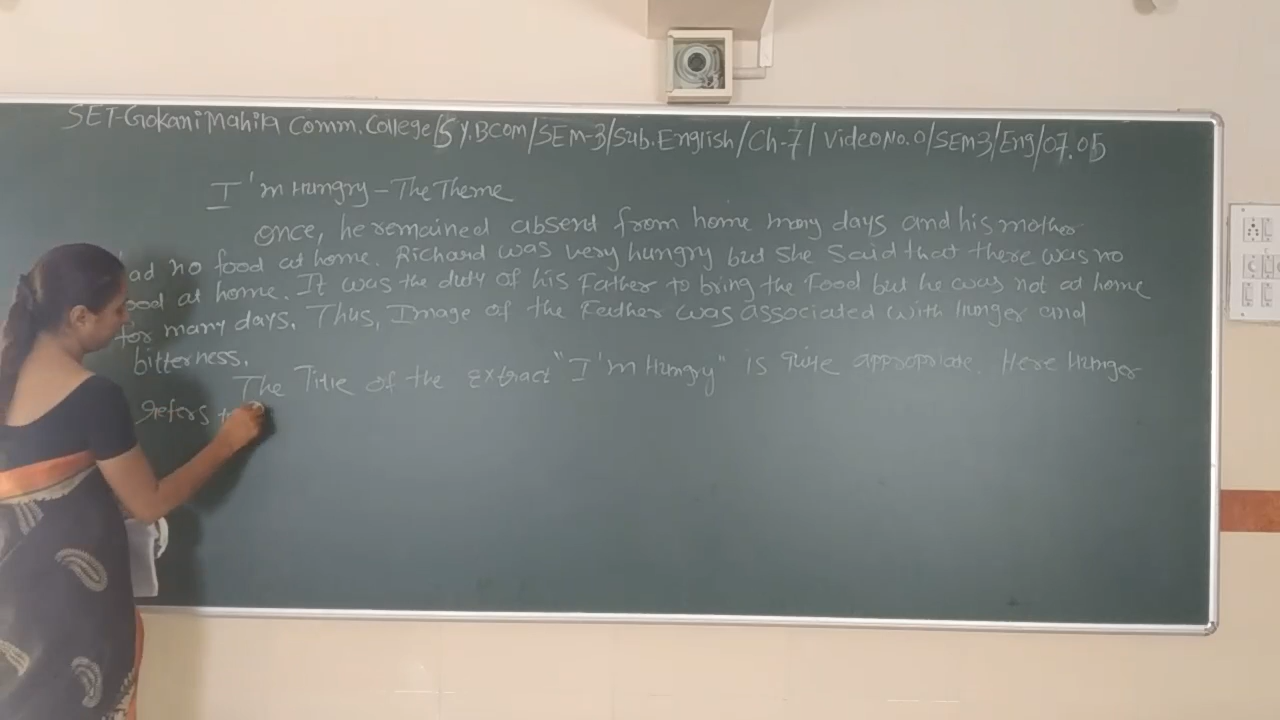 SET-Gokani Mahila Comm. College/SY.BCOM/SEM-3/Sub. English/Ch-7/ Video No. 0/SEM3/Eng/07.05
I'm Hungry - The Theme
once, he remained absent from home many days and his mother
ad no food at home. Richard was very hungry but she said that there was no
ood at home. It was the duty of his Father to bring the Food but he was not at home
for many days. Thus, Image of the Father was associated with hunger and
bitterness.
The Title of the Extract "I'm Hungry" is quite appropriate. Here Hunger
refers